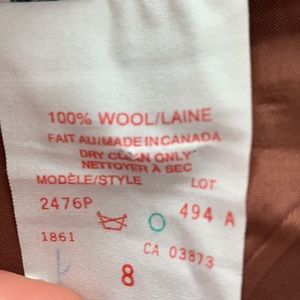 100% WOOL/LAINE
FAIT AU/MADE IN CANADA
DRY CLEAN ONLY
NETTOYER À SEC
MODÈLE/STYLE LOT
2476P 494 A
1861 CA 03873
8